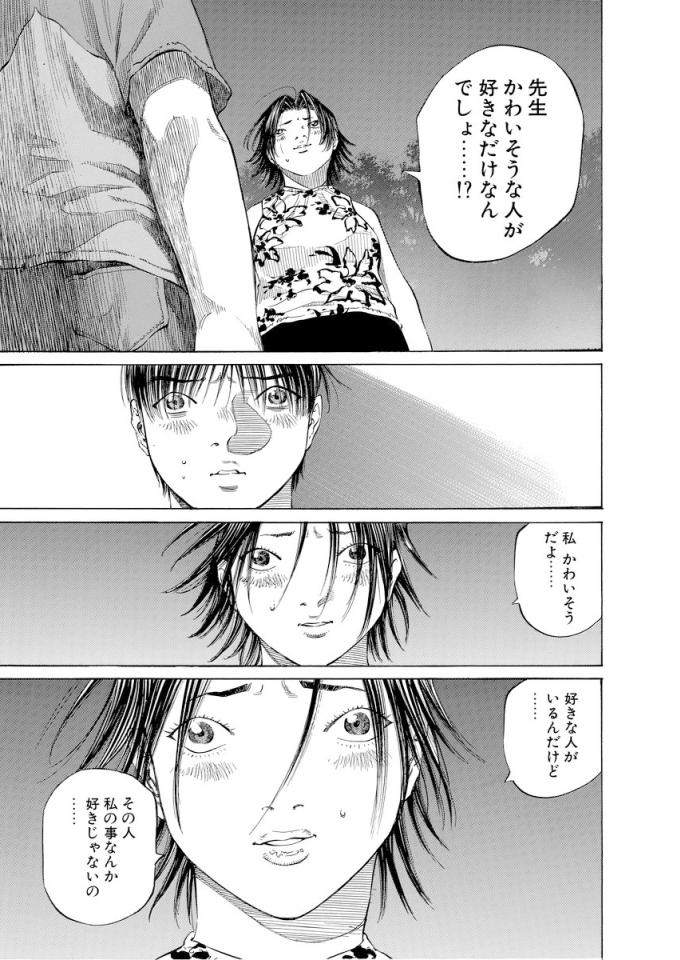 先生
かわいそうな人が
好きなだけなん
でしょ……!?
私 かわいそう
だよ……
好きな人が
いるんだけど
……
その人
私の事なんか
好きじゃないの
……